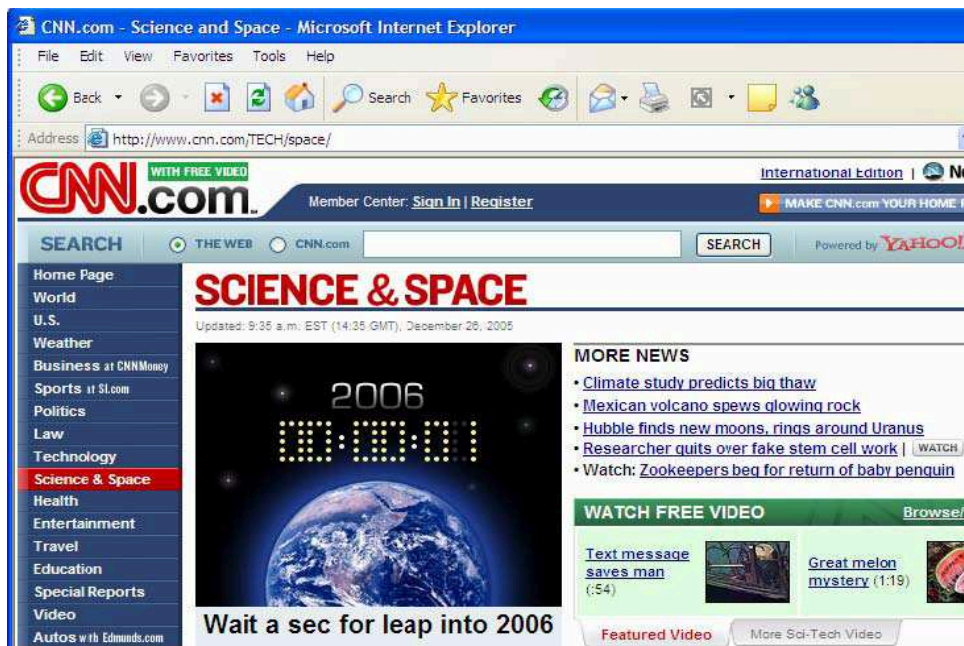 CNN.com - Science and Space - Microsoft Internet Explorer
File Edit View Favorites Tools Help
Back Search Favorites
Address http://www.cnn.com/TECH/space/
CNN.com WITH FREE VIDEO
International Edition |
Member Center: Sign In | Register
MAKE CNN.com YOUR HOME
SEARCH THE WEB CNN.com SEARCH Powered by YAHOO!
Home Page
World
U.S.
Weather
Business at CNNMoney
Sports at SI.com
Politics
Law
Technology
Science & Space
Health
Entertainment
Travel
Education
Special Reports
Video
Autos with Edmunds.com
SCIENCE & SPACE
Updated: 9:35 a.m. EST (14:35 GMT), December 26, 2005
2006
00:00:01
Wait a sec for leap into 2006
MORE NEWS
• Climate study predicts big thaw
• Mexican volcano spews glowing rock
• Hubble finds new moons, rings around Uranus
• Researcher quits over fake stem cell work | WATCH
• Watch: Zookeepers beg for return of baby penguin
WATCH FREE VIDEO Browse/
Text message
saves man
(:54)
Great melon
mystery (1:19)
Featured Video More Sci-Tech Video